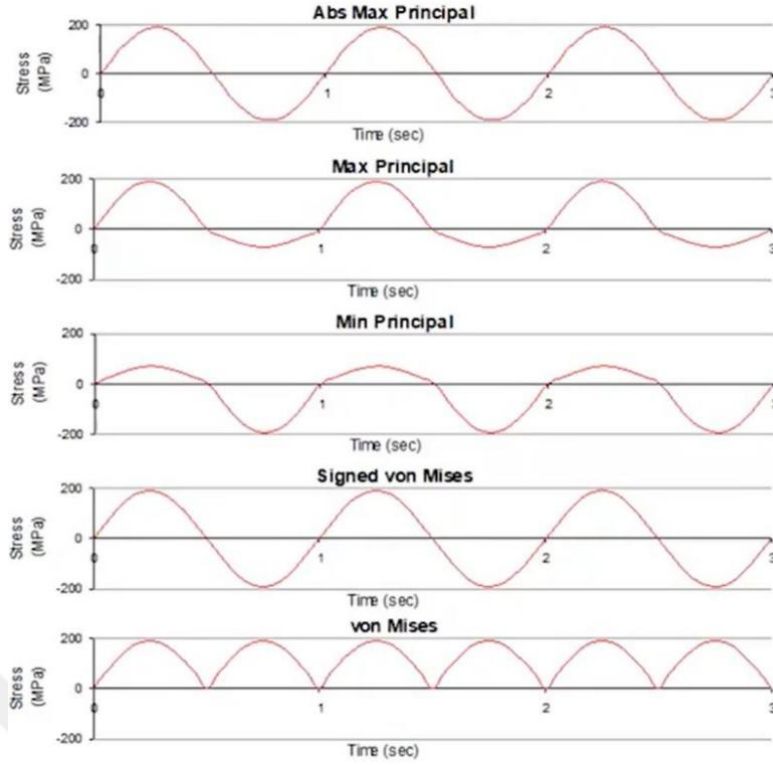 Abs Max Principal
200
Stress
(MPa)
0
0
1
2
3
-200
Time (sec)
Max Principal
200
Stress
(MPa)
0
0
1
2
3
-200
Time (sec)
Min Principal
200
Stress
(MPa)
0
0
1
2
-200
Time (sec)
Signed von Mises
200
Stress
(MPa)
0
0
1
2
3
-200
Time (sec)
von Mises
200
Stress
(MPa)
0
0
1
2
3
-200
Time (sec)